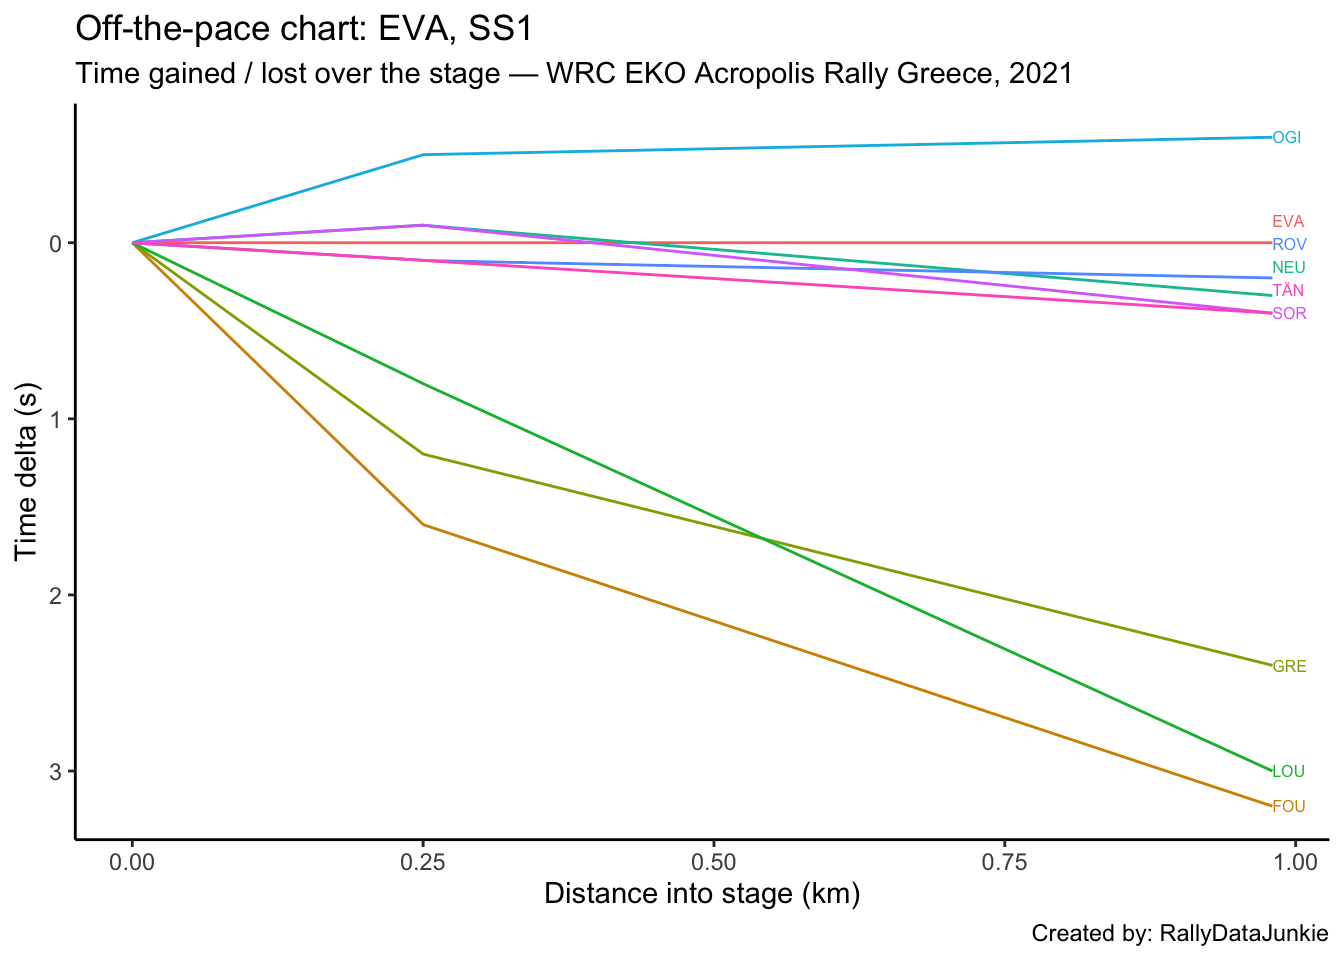 Off-the-pace chart: EVA, SS1
Time gained / lost over the stage — WRC EKO Acropolis Rally Greece, 2021
OGI
EVA
0
ROV
NEU
TÄN
SOR
1
Time delta (s)
2
GRE
3
LOU
FOU
0.00 0.25 0.50 0.75 1.00
Distance into stage (km)
Created by: RallyDataJunkie